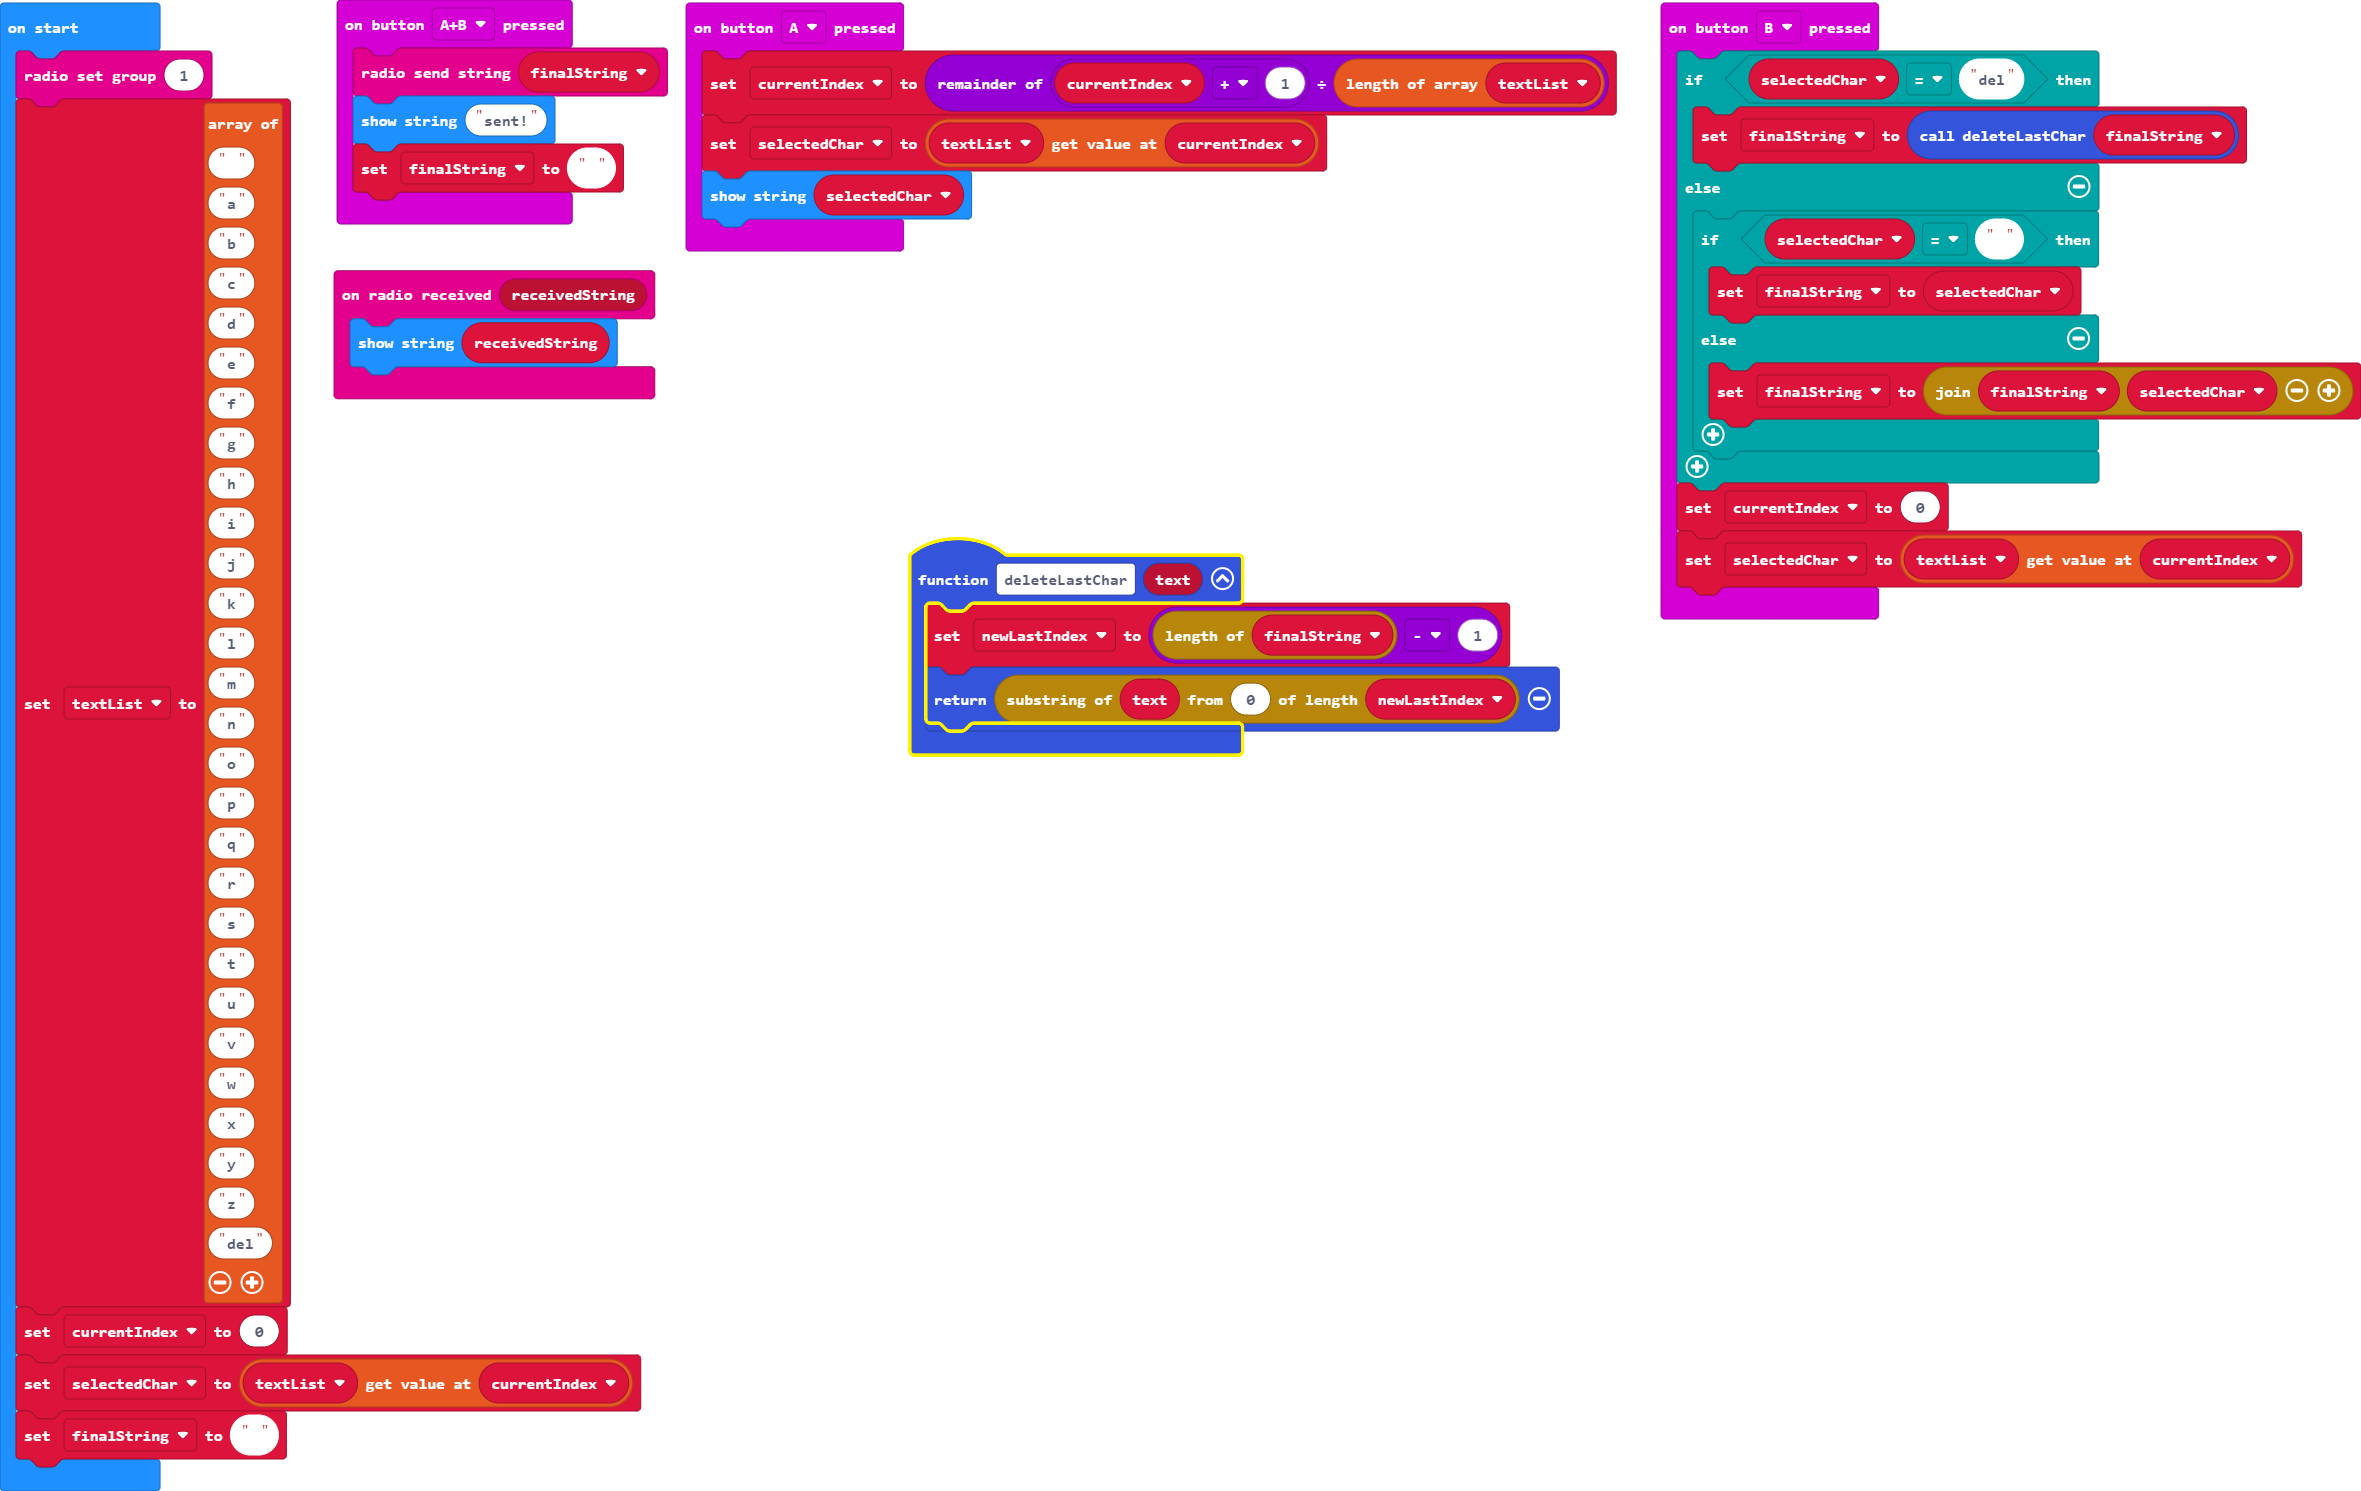 on start
radio set group 1
set textList to array of
" "
"a"
"b"
"c"
"d"
"e"
"f"
"g"
"h"
"i"
"j"
"k"
"l"
"m"
"n"
"o"
"p"
"q"
"r"
"s"
"t"
"u"
"v"
"w"
"x"
"y"
"z"
"del"
set currentIndex to 0
set selectedChar to textList get value at currentIndex
set finalString to " "
on button A+B pressed
radio send string finalString
show string "sent!"
set finalString to " "
on radio received receivedString
show string receivedString
on button A pressed
set currentIndex to remainder of currentIndex + 1 ÷ length of array textList
set selectedChar to textList get value at currentIndex
show string selectedChar
function deleteLastChar text
set newLastIndex to length of finalString - 1
return substring of text from 0 of length newLastIndex
on button B pressed
if selectedChar = "del" then
set finalString to call deleteLastChar finalString
else
if selectedChar = " " then
set finalString to selectedChar
else
set finalString to join finalString selectedChar
set currentIndex to 0
set selectedChar to textList get value at currentIndex